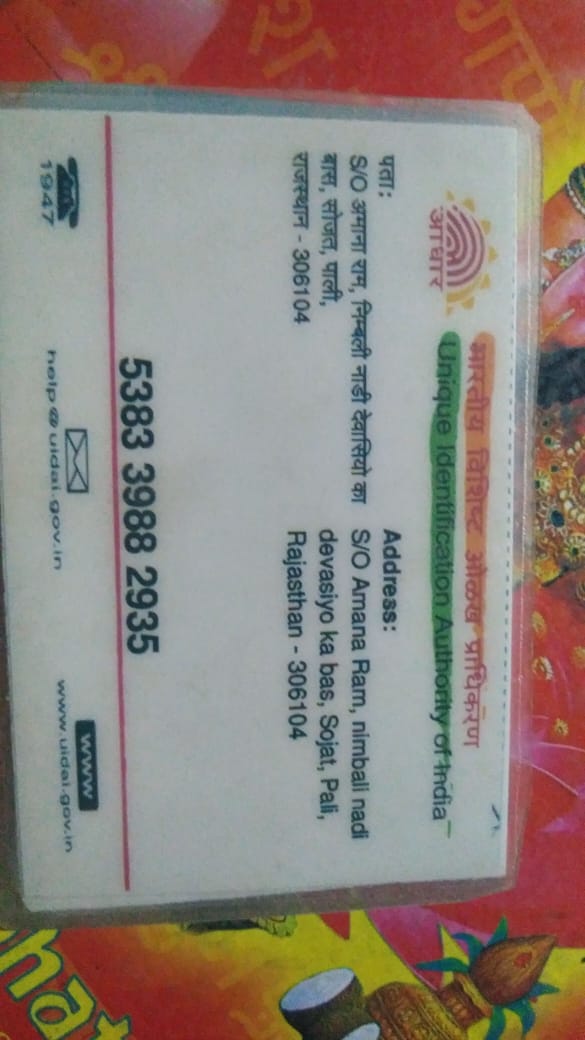 भारतीय विशिष्ट ओळख प्राधिकरण
Unique Identification Authority of India
आधार
पता:
S/O अमाना राम, निम्बली नाडी देवासियो का
बास, सोजत, पाली,
राजस्थान - 306104
Address:
S/O Amana Ram, nimbali nadi
devasiyo ka bas, Sojat, Pali,
Rajasthan - 306104
5383 3988 2935
1947
help@uidai.gov.in
www
www.uidai.gov.in